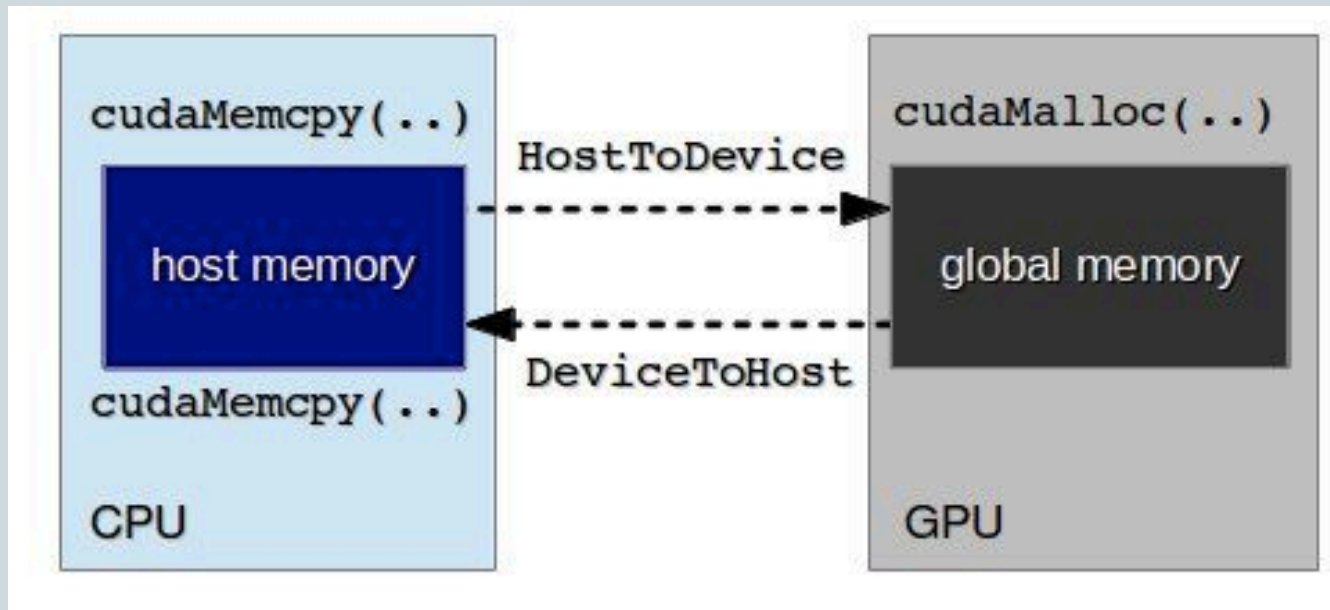 cudaMemcpy(..)
host memory
cudaMemcpy(..)
CPU
HostToDevice
DeviceToHost
cudaMalloc(..)
global memory
GPU